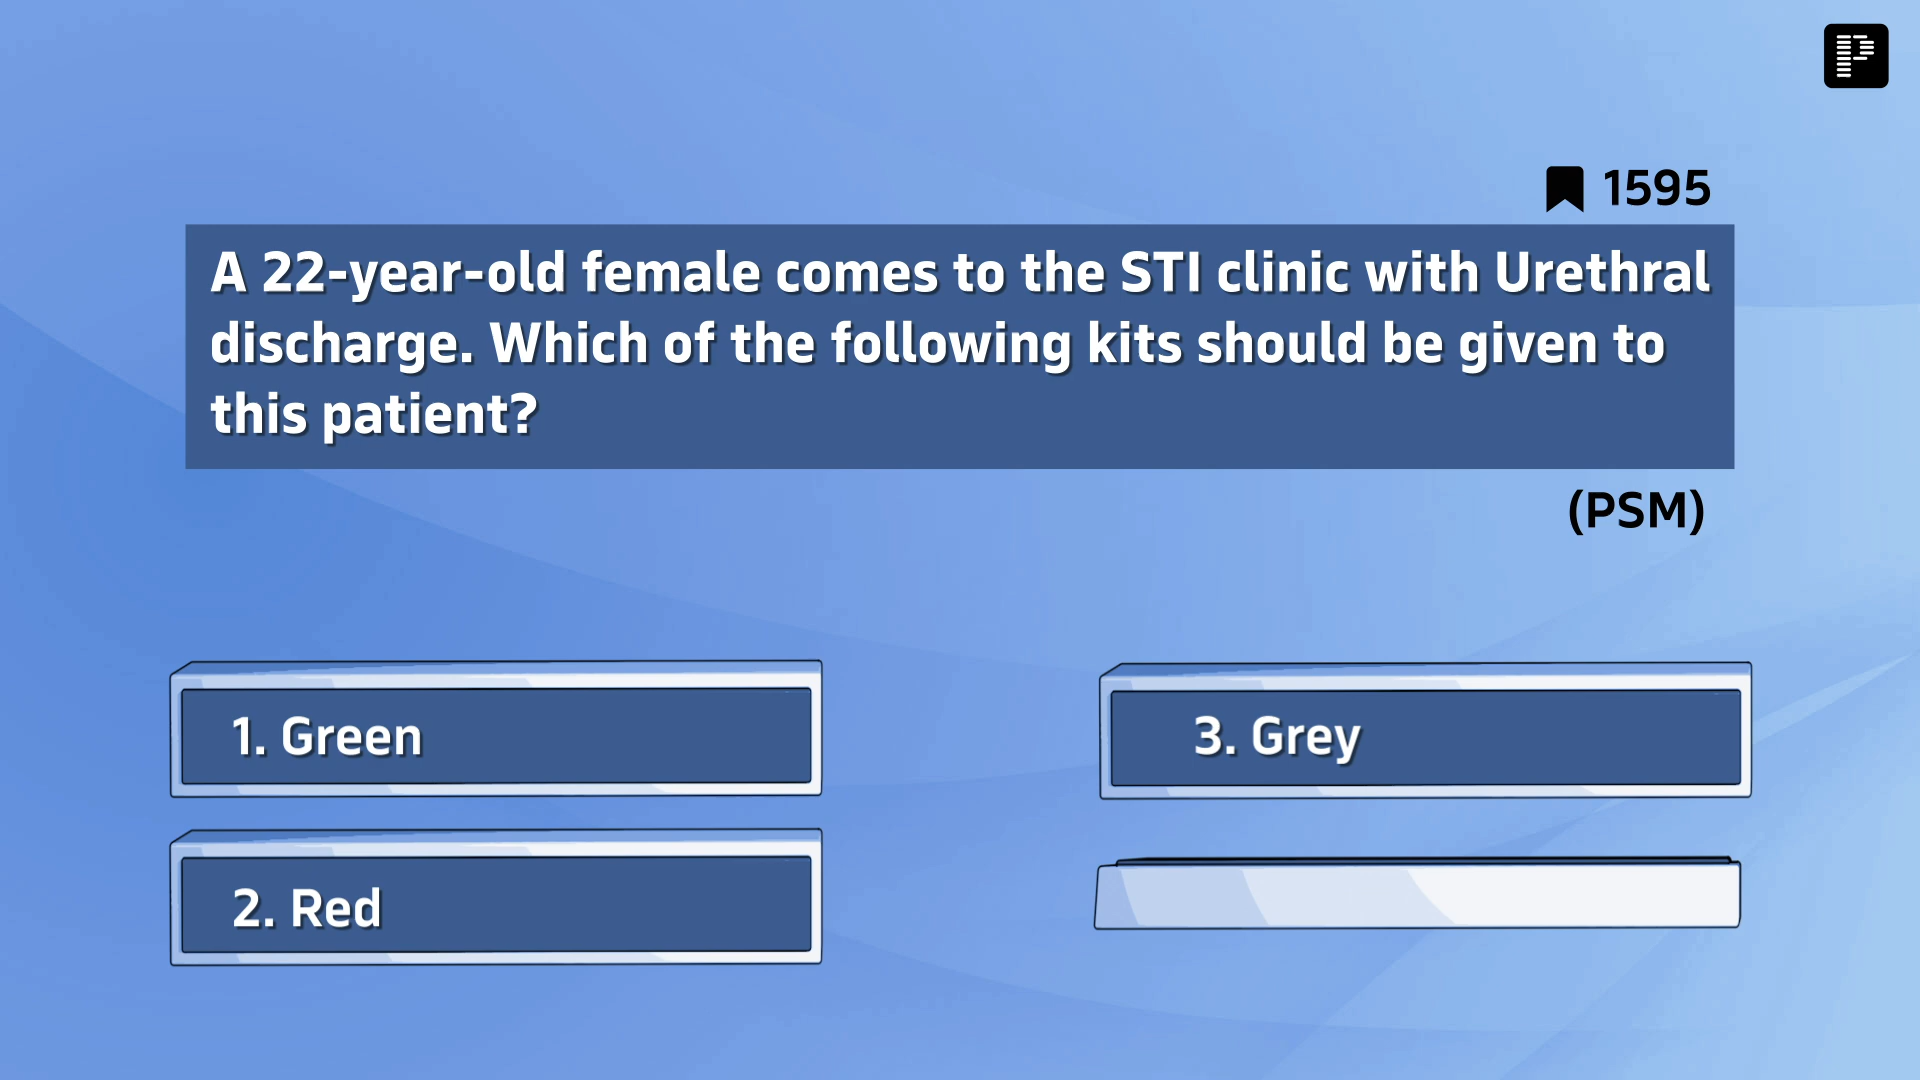 1595
A 22-year-old female comes to the STI clinic with Urethral
discharge. Which of the following kits should be given to
this patient?
(PSM)
1. Green
2. Red
3. Grey